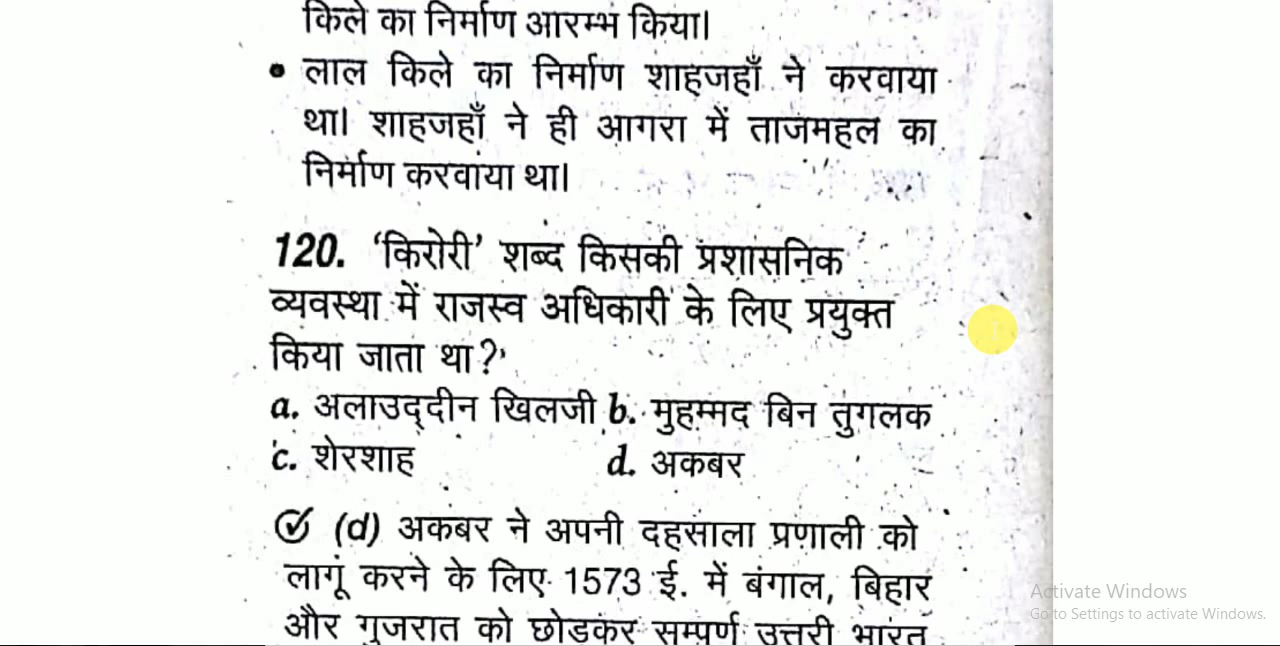 किले का निर्माण आरम्भ किया।
• लाल किले का निर्माण शाहजहाँ ने करवाया
था। शाहजहाँ ने ही आगरा में ताजमहल का
निर्माण करवाया था।
120. ‘किरोरी’ शब्द किसकी प्रशासनिक
व्यवस्था में राजस्व अधिकारी के लिए प्रयुक्त
किया जाता था?
a. अलाउद्दीन खिलजी b. मुहम्मद बिन तुगलक
c. शेरशाह d. अकबर
(d) अकबर ने अपनी दहसाला प्रणाली को
लागूं करने के लिए 1573 ई. में बंगाल, बिहार
और गुजरात को छोड़कर सम्पूर्ण उत्तरी भारत
Activate Windows
Go to Settings to activate Windows.